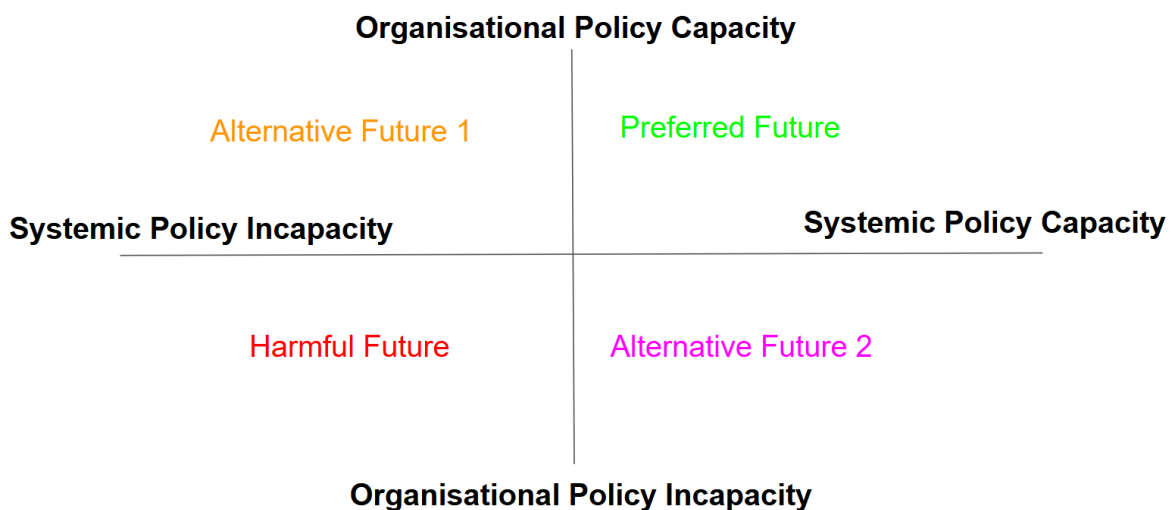 Organisational Policy Capacity
Alternative Future 1
Preferred Future
Systemic Policy Incapacity
Systemic Policy Capacity
Harmful Future
Alternative Future 2
Organisational Policy Incapacity